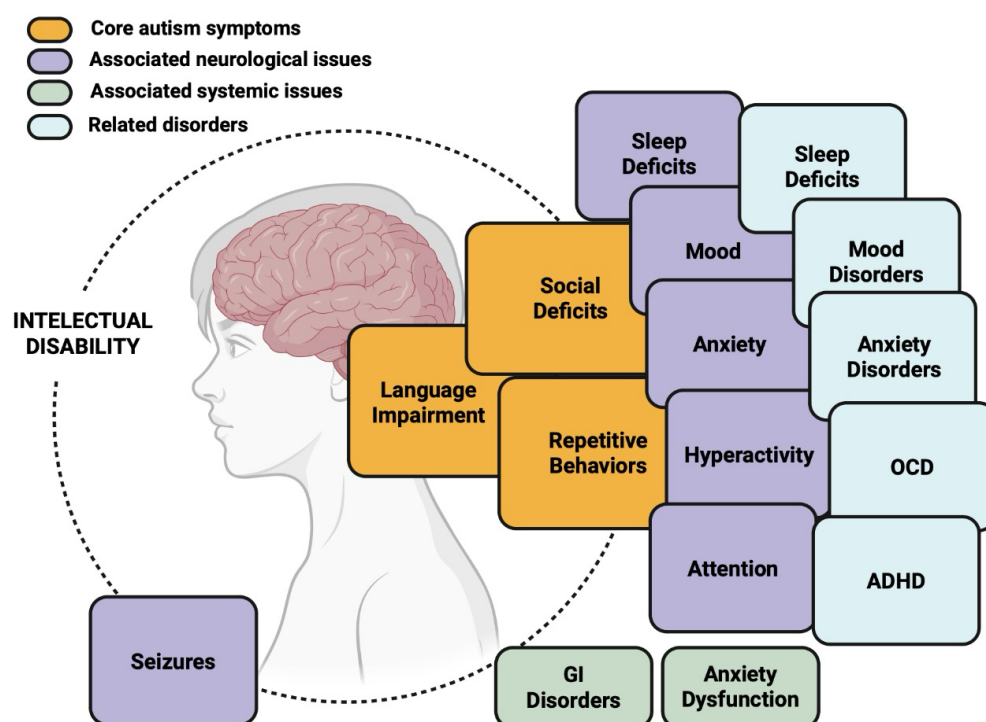 Core autism symptoms
Associated neurological issues
Associated systemic issues
Related disorders
Sleep
Deficits
Sleep
Deficits
Mood
Mood
Disorders
Social
Deficits
INTELECTUAL
DISABILITY
Anxiety
Anxiety
Disorders
Language
Impairment
Repetitive
Behaviors
Hyperactivity
OCD
Attention
ADHD
Seizures
GI
Disorders
Anxiety
Dysfunction